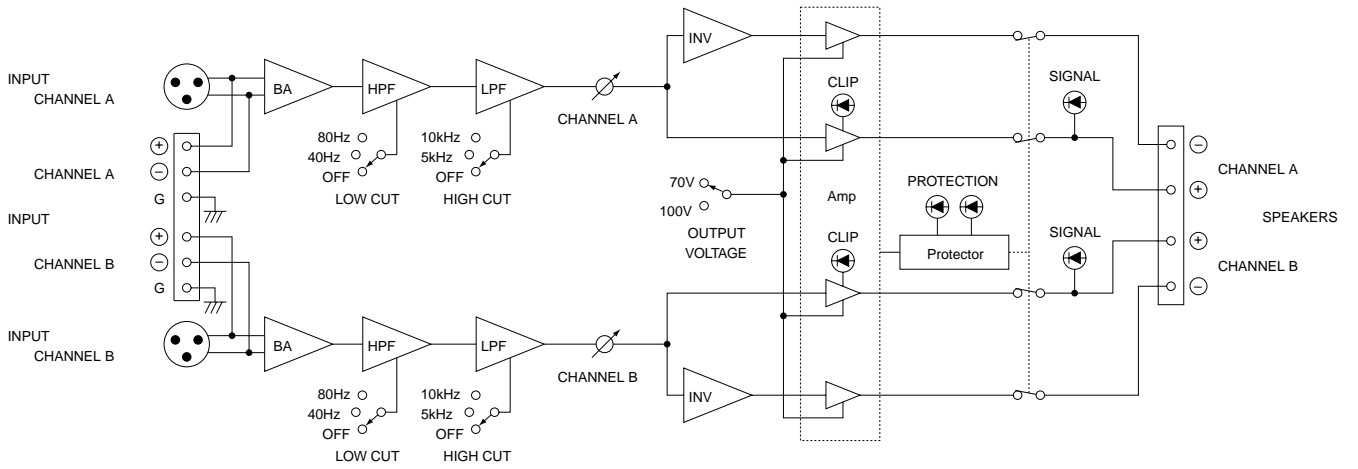 INPUT
CHANNEL A
BA
HPF
LPF
CHANNEL A
INV
CLIP
SIGNAL
80Hz
40Hz
OFF
LOW CUT
10kHz
5kHz
OFF
HIGH CUT
+
−
G
CHANNEL A
INPUT
+
−
G
CHANNEL B
70V
100V
OUTPUT
VOLTAGE
Amp
PROTECTION
Protector
CLIP
SIGNAL
−
+
CHANNEL A
SPEAKERS
+
−
CHANNEL B
INPUT
CHANNEL B
BA
HPF
LPF
CHANNEL B
INV
80Hz
40Hz
OFF
LOW CUT
10kHz
5kHz
OFF
HIGH CUT